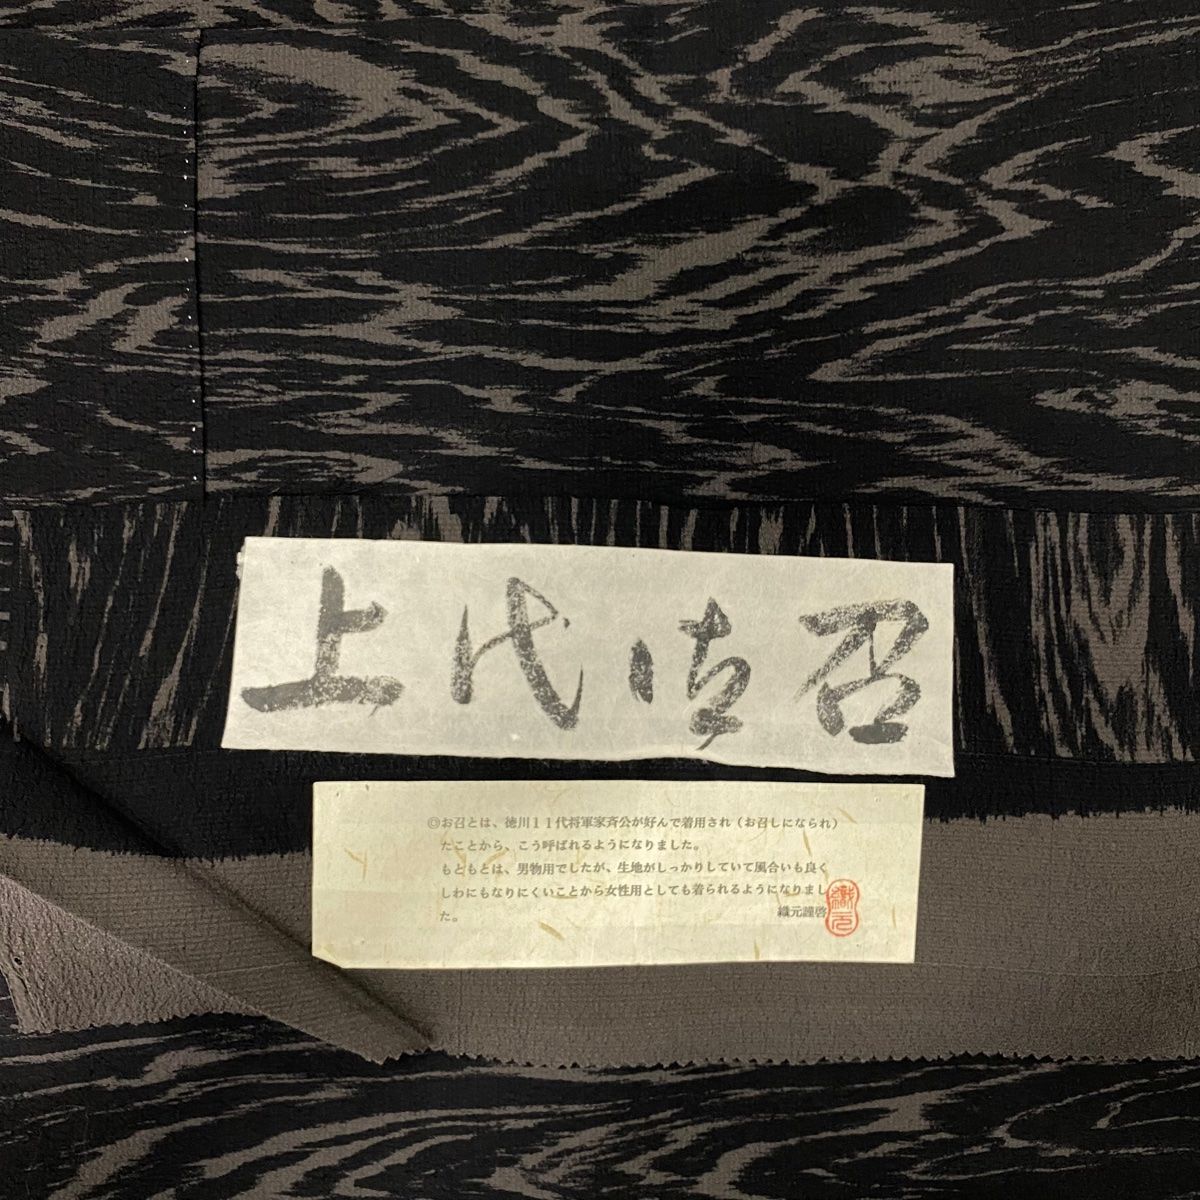 上代御召
◎お召とは、徳川１１代将軍家斉公が好んで着用され（お召しになられ）
たことから、こう呼ばれるようになりました。
もともとは、男物用でしたが、生地がしっかりしていて風合いも良く
しわにもなりにくいことから女性用としても着られるようになりまし
た。
織元謹啓
織元